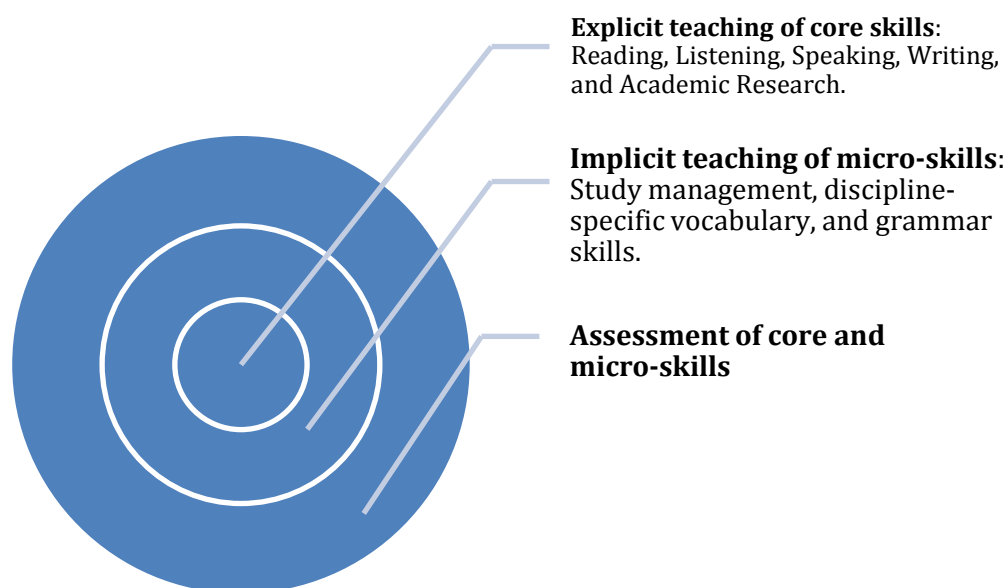 Explicit teaching of core skills:
Reading, Listening, Speaking, Writing,
and Academic Research.
Implicit teaching of micro-skills:
Study management, discipline-
specific vocabulary, and grammar
skills.
Assessment of core and
micro-skills